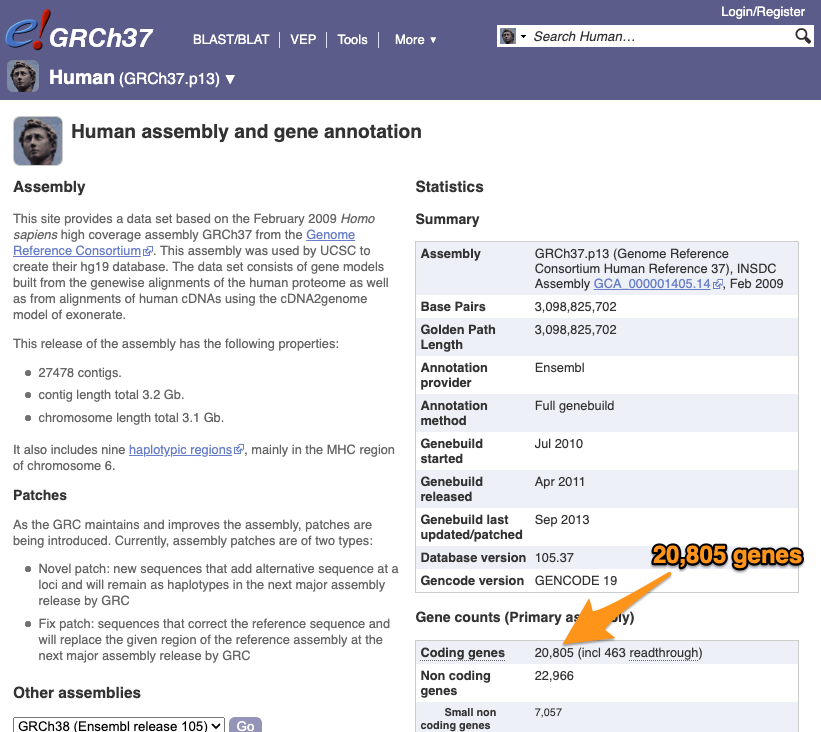 Login/Register
e! GRCh37
BLAST/BLAT VEP Tools More ▼
Search Human…
Human (GRCh37.p13) ▼
Human assembly and gene annotation
Assembly
This site provides a data set based on the February 2009 Homo
sapiens high coverage assembly GRCh37 from the Genome
Reference Consortium. This assembly was used by UCSC to
create their hg19 database. The data set consists of gene models
built from the genewise alignments of the human proteome as well
as from alignments of human cDNAs using the cDNA2genome
model of exonerate.
This release of the assembly has the following properties:
27478 contigs.
contig length total 3.2 Gb.
chromosome length total 3.1 Gb.
It also includes nine haplotypic regions, mainly in the MHC region
of chromosome 6.
Patches
As the GRC maintains and improves the assembly, patches are
being introduced. Currently, assembly patches are of two types:
Novel patch: new sequences that add alternative sequence at a
loci and will remain as haplotypes in the next major assembly
release by GRC
Fix patch: sequences that correct the reference sequence and
will replace the given region of the reference assembly at the
next major assembly release by GRC
Other assemblies
GRCh38 (Ensembl release 105) Go
Statistics
Summary
Assembly GRCh37.p13 (Genome Reference
Consortium Human Reference 37), INSDC
Assembly GCA_000001405.14, Feb 2009
Base Pairs 3,098,825,702
Golden Path 3,098,825,702
Length
Annotation Ensembl
provider
Annotation Full genebuild
method
Genebuild Jul 2010
started
Genebuild Apr 2011
released
Genebuild last Sep 2013
updated/patched
Database version 105.37
20,805 genes
Gencode version GENCODE 19
Gene counts (Primary as ly)
Coding genes 20,805 (incl 463 readthrough)
Non coding 22,966
genes
Small non 7,057
coding genes